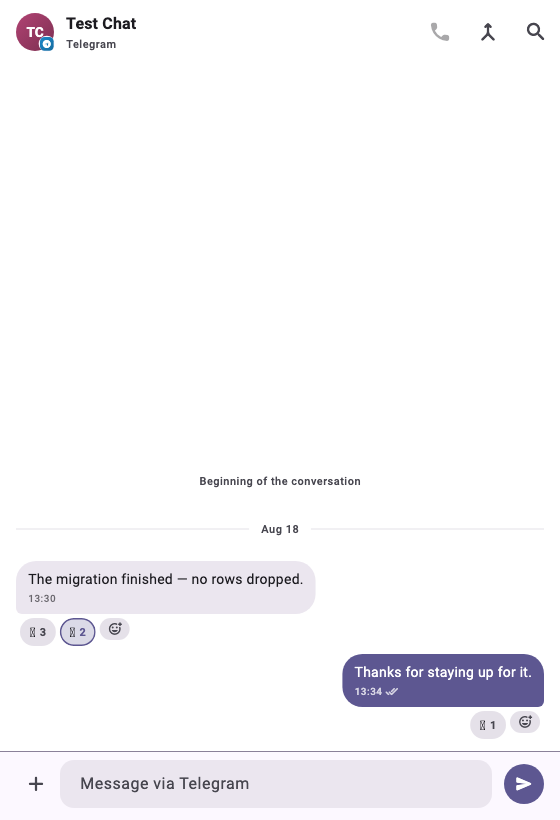 TC
Test Chat
Telegram
Beginning of the conversation
Aug 18
The migration finished — no rows dropped.
13:30
3
2
Thanks for staying up for it.
13:34
1
Message via Telegram